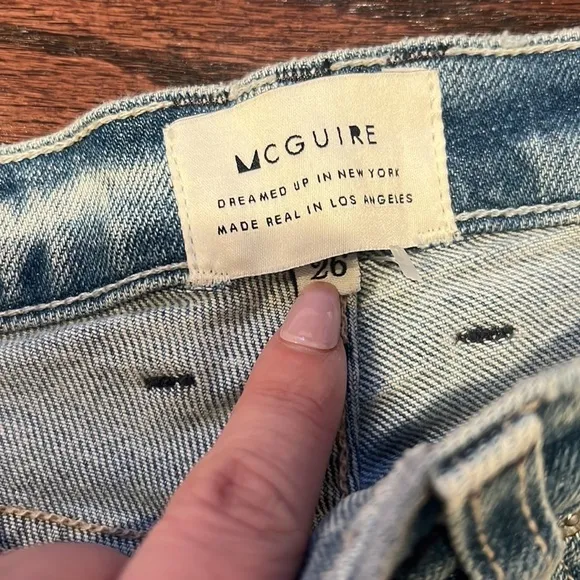 McGUIRE
DREAMED UP IN NEW YORK
MADE REAL IN LOS ANGELES
26